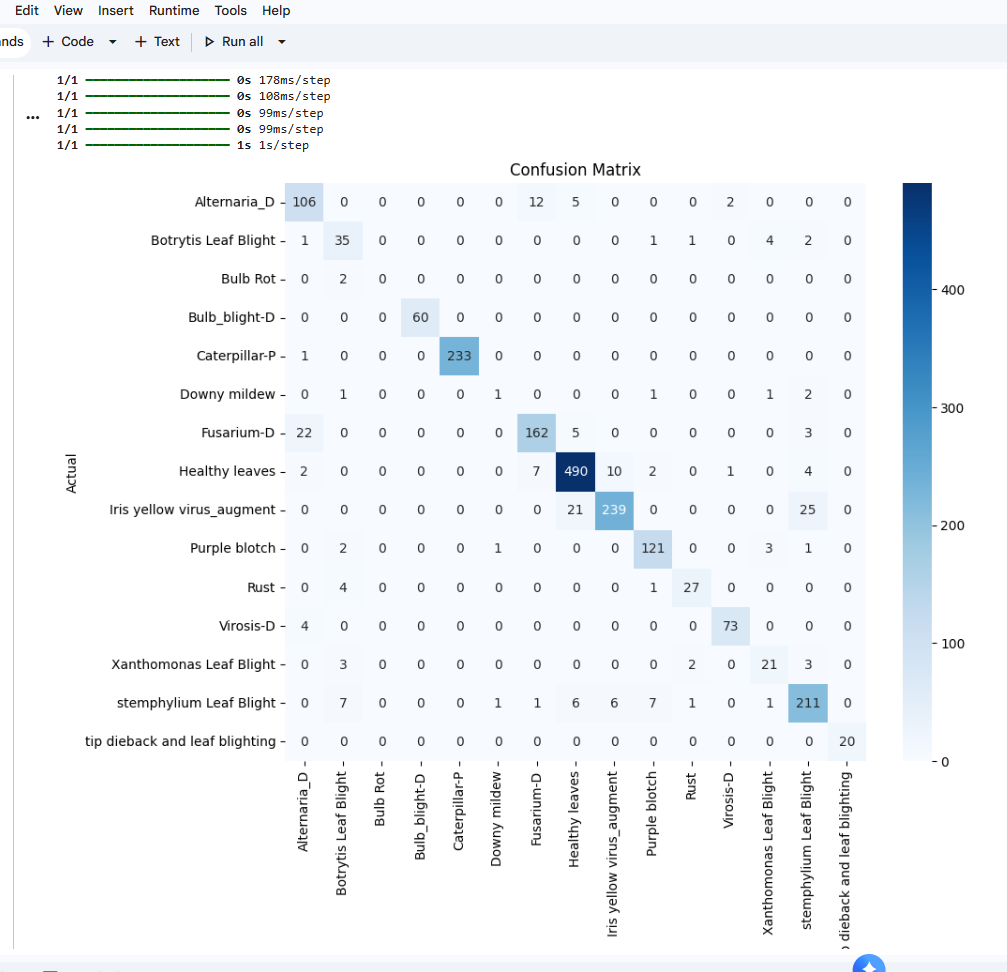 Edit View Insert Runtime Tools Help
nds + Code + Text Run all
1/1 0s 178ms/step
1/1 0s 108ms/step
1/1 0s 99ms/step
1/1 0s 99ms/step
1/1 1s 1s/step
...
Confusion Matrix
Alternaria_D 106 0 0 0 0 0 12 5 0 0 0 2 0 0 0
Botrytis Leaf Blight 1 35 0 0 0 0 0 0 0 1 1 0 4 2 0
Bulb Rot 0 2 0 0 0 0 0 0 0 0 0 0 0 0 0
Bulb_blight-D 0 0 0 60 0 0 0 0 0 0 0 0 0 0 0
Caterpillar-P 1 0 0 0 233 0 0 0 0 0 0 0 0 0 0
Downy mildew 0 1 0 0 0 1 0 0 0 1 0 0 1 2 0
Fusarium-D 22 0 0 0 0 0 162 5 0 0 0 0 0 3 0
Healthy leaves 2 0 0 0 0 0 7 490 10 2 0 1 0 4 0
Iris yellow virus_augment 0 0 0 0 0 0 0 21 239 0 0 0 0 25 0
Purple blotch 0 2 0 0 0 1 0 0 0 121 0 0 3 1 0
Rust 0 4 0 0 0 0 0 0 0 1 27 0 0 0 0
Virosis-D 4 0 0 0 0 0 0 0 0 0 0 73 0 0 0
Xanthomonas Leaf Blight 0 3 0 0 0 0 0 0 0 0 2 0 21 3 0
stemphylium Leaf Blight 0 7 0 0 0 1 1 6 6 7 1 0 1 211 0
tip dieback and leaf blighting 0 0 0 0 0 0 0 0 0 0 0 0 0 0 20
Actual
Alternaria_D
Botrytis Leaf Blight
Bulb Rot
Bulb_blight-D
Caterpillar-P
Downy mildew
Fusarium-D
Healthy leaves
Iris yellow virus_augment
Purple blotch
Rust
Virosis-D
Xanthomonas Leaf Blight
stemphylium Leaf Blight
dieback and leaf blighting
400
300
200
100
0